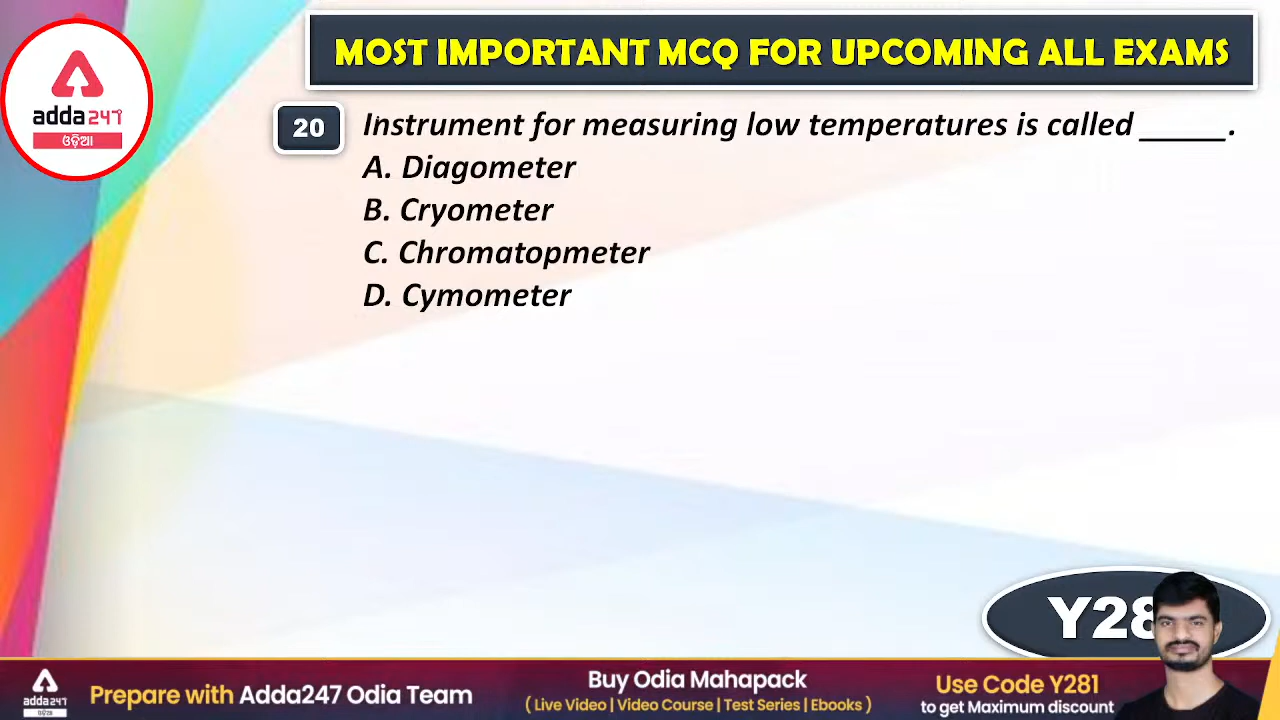 MOST IMPORTANT MCQ FOR UPCOMING ALL EXAMS
adda247
ଓଡ଼ିଆ
20
Instrument for measuring low temperatures is called _____.
A. Diagometer
B. Cryometer
C. Chromatopmeter
D. Cymometer
Y28
adda247
ଓଡ଼ିଆ
Prepare with Adda247 Odia Team
Buy Odia Mahapack
( Live Video | Video Course | Test Series | Ebooks )
Use Code Y281
to get Maximum discount